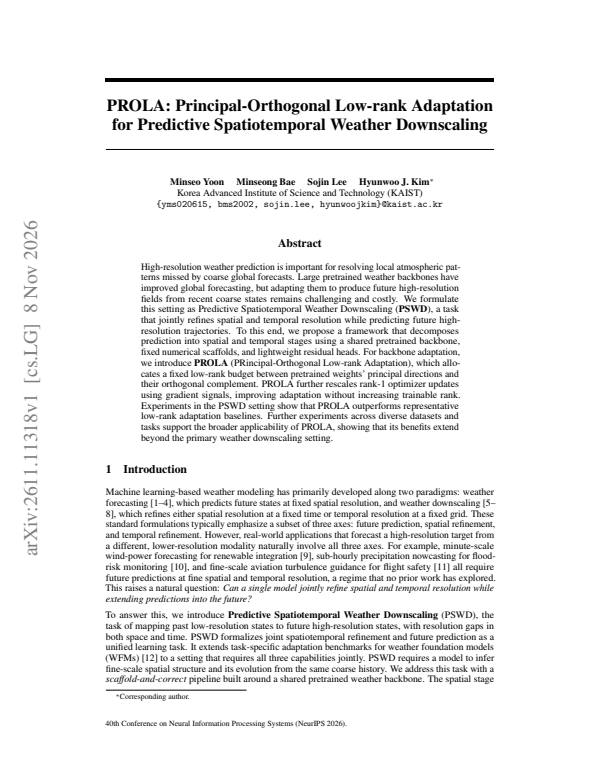 PROLA: Principal-Orthogonal Low-rank Adaptation
for Predictive Spatiotemporal Weather Downscaling
Minseo Yoon Minseong Bae Sojin Lee Hyunwoo J. Kim*
Korea Advanced Institute of Science and Technology (KAIST)
{yms020615, bms2002, sojin.lee, hyunwoojkim}@kaist.ac.kr
Abstract
High-resolution weather prediction is important for resolving local atmospheric pat-
terns missed by coarse global forecasts. Large pretrained weather backbones have
improved global forecasting, but adapting them to produce future high-resolution
fields from recent coarse states remains challenging and costly. We formulate
this setting as Predictive Spatiotemporal Weather Downscaling (PSWD), a task
that jointly refines spatial and temporal resolution while predicting future high-
resolution trajectories. To this end, we propose a framework that decomposes
prediction into spatial and temporal stages using a shared pretrained backbone,
fixed numerical scaffolds, and lightweight residual heads. For backbone adaptation,
we introduce PROLA (PRincipal-Orthogonal Low-rank Adaptation), which allo-
cates a fixed low-rank budget between pretrained weights' principal directions and
their orthogonal complement. PROLA further rescales rank-1 optimizer updates
using gradient signals, improving adaptation without increasing trainable rank.
Experiments in the PSWD setting show that PROLA outperforms representative
low-rank adaptation baselines. Further experiments across diverse datasets and
tasks support the broader applicability of PROLA, showing that its benefits extend
beyond the primary weather downscaling setting.
1 Introduction
Machine learning-based weather modeling has primarily developed along two paradigms: weather
forecasting [1–4], which predicts future states at fixed spatial resolution, and weather downscaling [5–
8], which refines either spatial resolution at a fixed time or temporal resolution at a fixed grid. These
standard formulations typically emphasize a subset of three axes: future prediction, spatial refinement,
and temporal refinement. However, real-world applications that forecast a high-resolution target from
a different, lower-resolution modality naturally involve all three axes. For example, minute-scale
wind-power forecasting for renewable integration [9], sub-hourly precipitation nowcasting for flood-
risk monitoring [10], and fine-scale aviation turbulence guidance for flight safety [11] all require
future predictions at fine spatial and temporal resolution, a regime that no prior work has explored.
This raises a natural question: Can a single model jointly refine spatial and temporal resolution while
extending predictions into the future?
To answer this, we introduce Predictive Spatiotemporal Weather Downscaling (PSWD), the
task of mapping past low-resolution states to future high-resolution states, with resolution gaps in
both space and time. PSWD formalizes joint spatiotemporal refinement and future prediction as a
unified learning task. It extends task-specific adaptation benchmarks for weather foundation models
(WFMs) [12] to a setting that requires all three capabilities jointly. PSWD requires a model to infer
fine-scale spatial structure and its evolution from the same coarse history. We address this task with a
scaffold-and-correct pipeline built around a shared pretrained weather backbone. The spatial stage
*Corresponding author.
40th Conference on Neural Information Processing Systems (NeurIPS 2026).
arXiv:2611.11318v1 [cs.LG] 8 Nov 2026